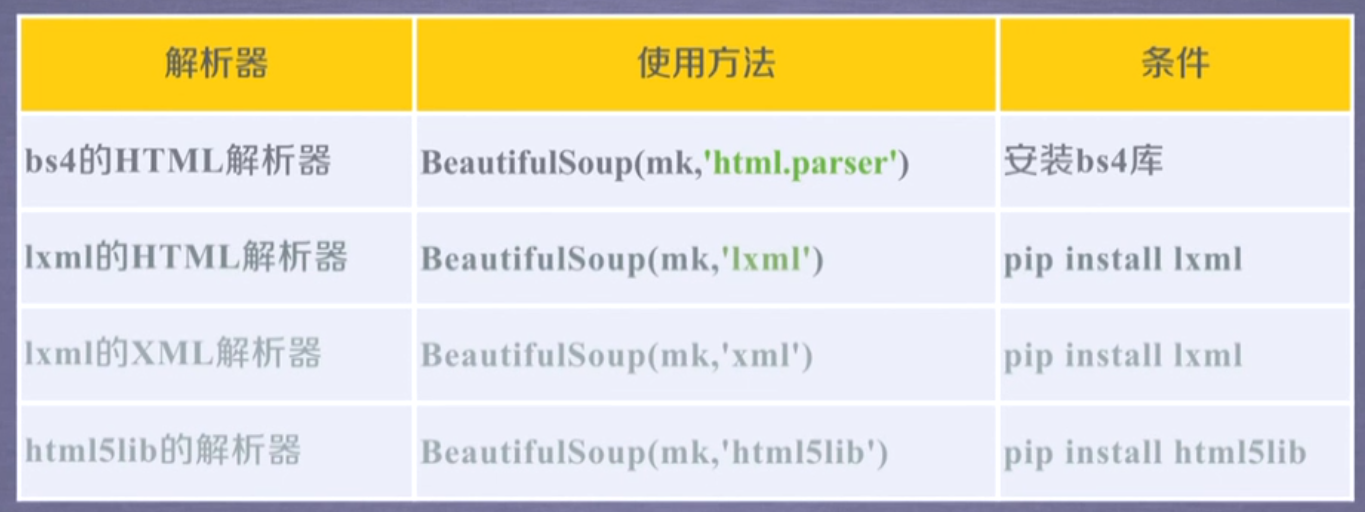 解析器 使用方法 条件
bs4的HTML解析器 BeautifulSoup(mk,'html.parser') 安装bs4库
lxml的HTML解析器 BeautifulSoup(mk,'lxml') pip install lxml
lxml的XML解析器 BeautifulSoup(mk,'xml') pip install lxml
html5lib的解析器 BeautifulSoup(mk,'html5lib') pip install html5lib